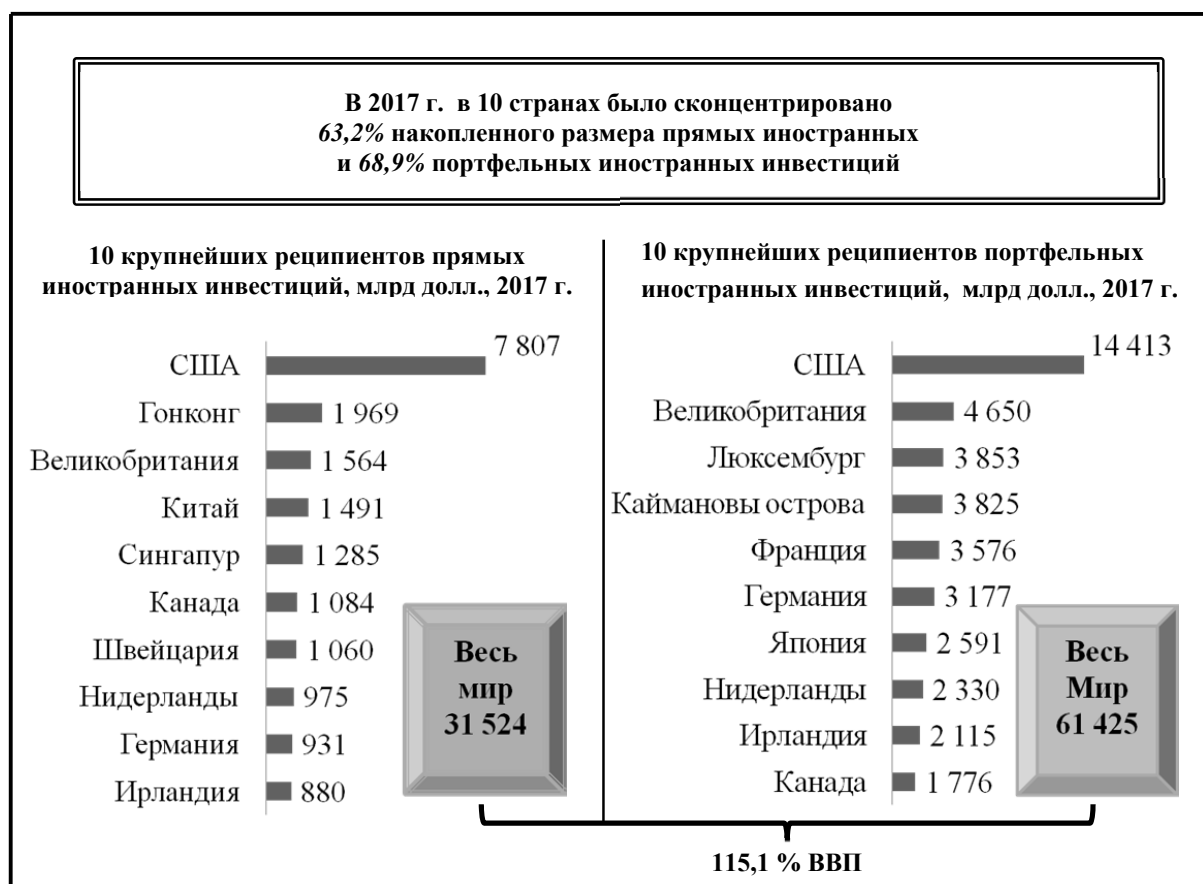 В 2017 г. в 10 странах было сконцентрировано
63,2% накопленного размера прямых иностранных
и 68,9% портфельных иностранных инвестиций
10 крупнейших реципиентов прямых
иностранных инвестиций, млрд долл., 2017 г.
США 7 807
Гонконг 1 969
Великобритания 1 564
Китай 1 491
Сингапур 1 285
Канада 1 084
Швейцария 1 060
Нидерланды 975
Германия 931
Ирландия 880
Весь
мир
31 524
10 крупнейших реципиентов портфельных
иностранных инвестиций, млрд долл., 2017 г.
США 14 413
Великобритания 4 650
Люксембург 3 853
Каймановы острова 3 825
Франция 3 576
Германия 3 177
Япония 2 591
Нидерланды 2 330
Ирландия 2 115
Канада 1 776
Весь
Мир
61 425
115,1 % ВВП